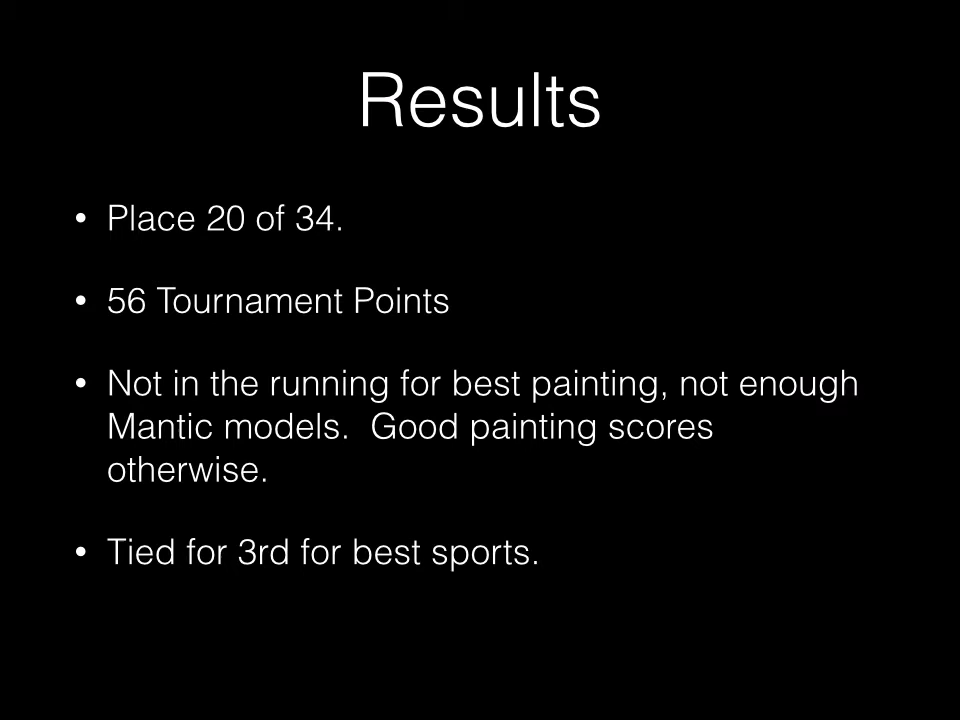 Results
• Place 20 of 34.
• 56 Tournament Points
• Not in the running for best painting, not enough
Mantic models.  Good painting scores
otherwise.
• Tied for 3rd for best sports.